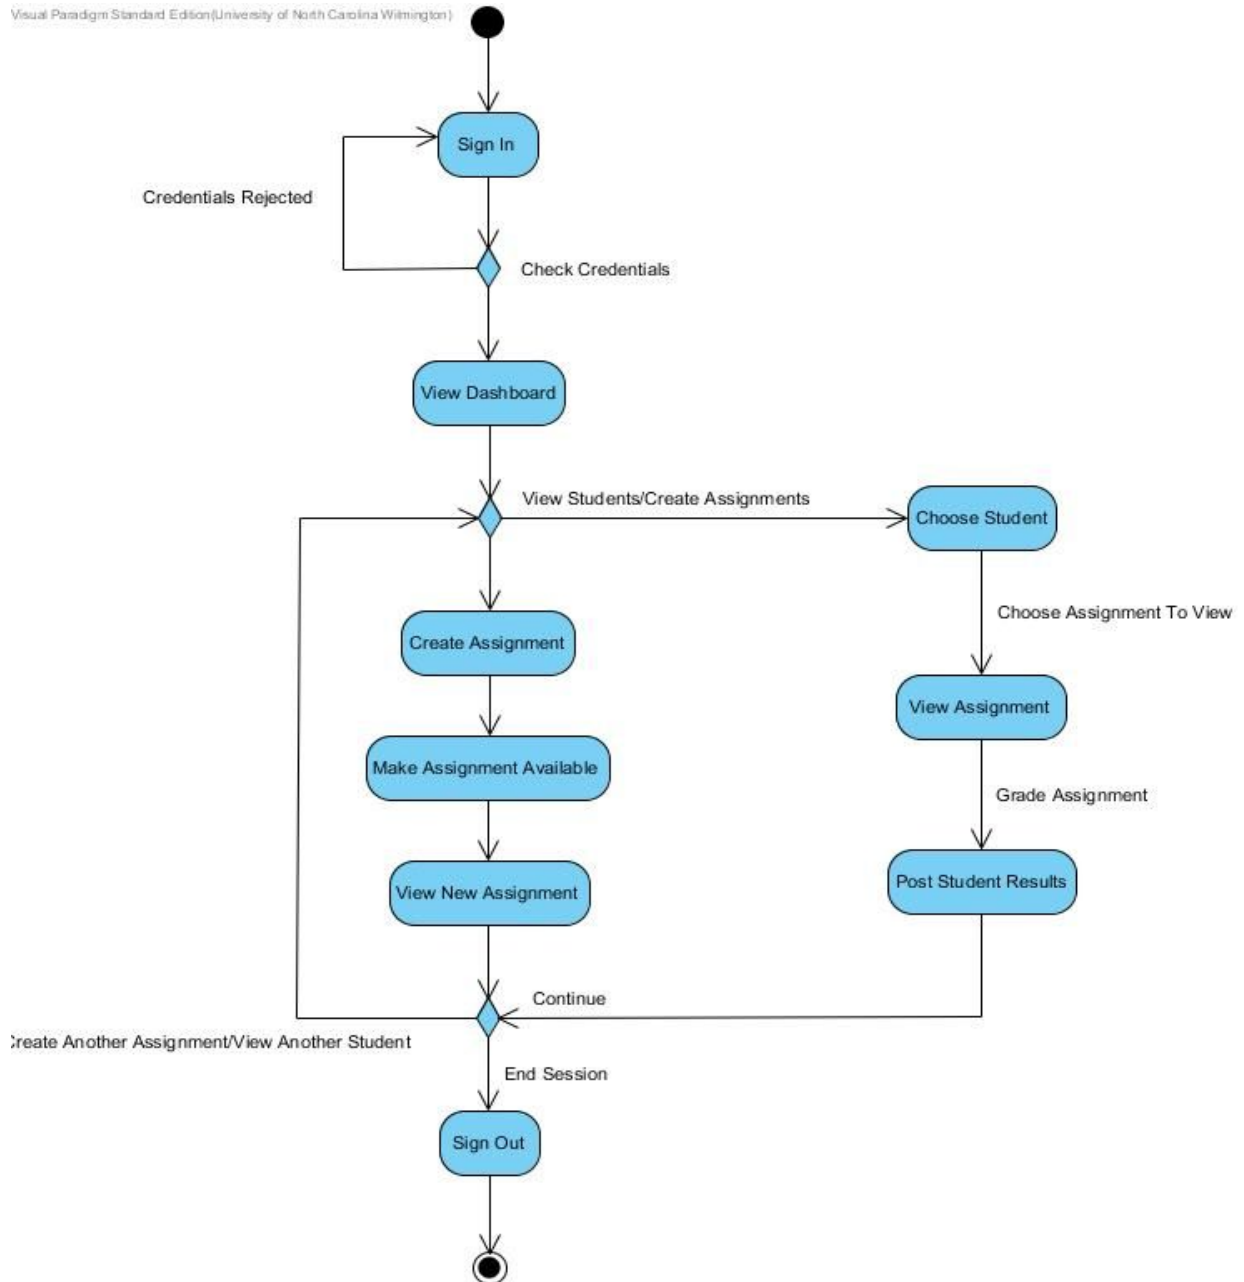 Visual Paradigm Standard Edition(University of North Carolina Wilmington)
Sign In
Credentials Rejected
Check Credentials
View Dashboard
View Students/Create Assignments
Choose Student
Choose Assignment To View
Create Assignment
View Assignment
Make Assignment Available
Grade Assignment
View New Assignment
Post Student Results
Continue
Create Another Assignment/View Another Student
End Session
Sign Out